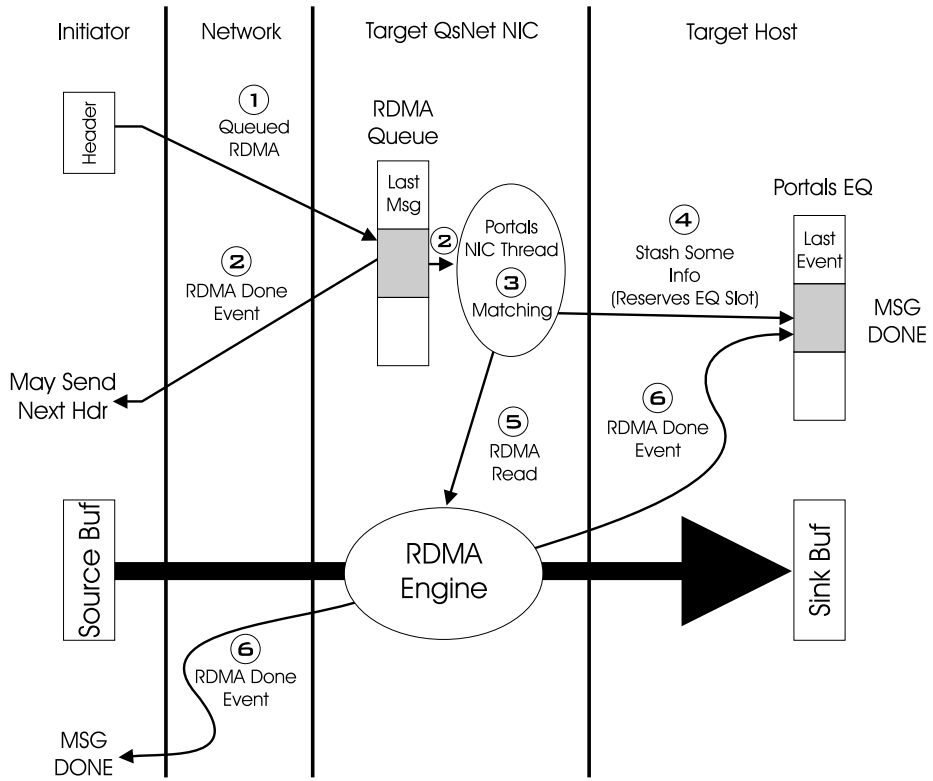 Initiator
Network
Target QsNet NIC
Target Host
Header
1
Queued
RDMA
RDMA
Queue
Last
Msg
2
Portals
NIC Thread
3
Matching
4
Stash Some
Info
(Reserves EQ Slot)
Portals EQ
Last
Event
MSG
DONE
2
RDMA Done
Event
May Send
Next Hdr
5
RDMA
Read
6
RDMA Done
Event
Source Buf
RDMA
Engine
Sink Buf
6
RDMA Done
Event
MSG
DONE